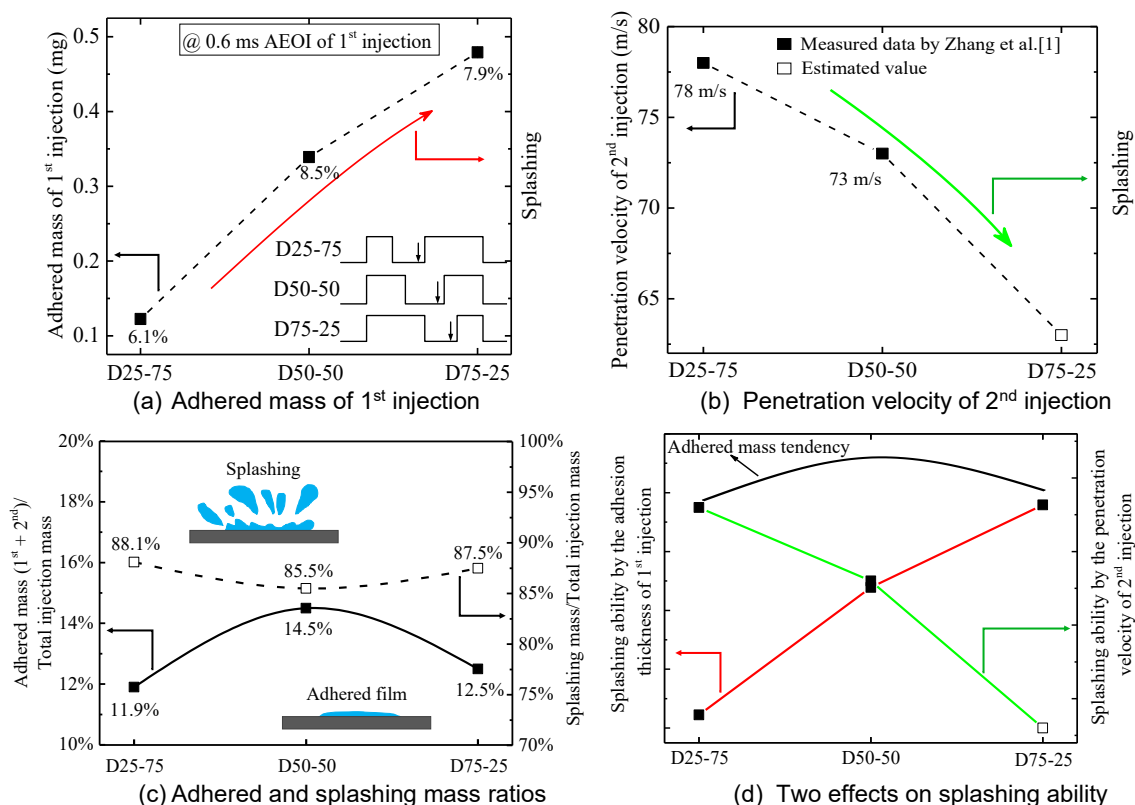 @ 0.6 ms AEOI of 1st injection
0.5
0.4
0.3
0.2
0.1
Adhered mass of 1st injection (mg)
Splashing
7.9%
8.5%
6.1%
D25-75
D50-50
D75-25
D25-75
D50-50
D75-25
(a) Adhered mass of 1st injection
Measured data by Zhang et al.[1]
Estimated value
80
75
70
65
Penetration velocity of 2nd injection (m/s)
Splashing
78 m/s
73 m/s
D25-75
D50-50
D75-25
(b) Penetration velocity of 2nd injection
20%
18%
16%
14%
12%
10%
Adhered mass (1st + 2nd)/
Total injection mass
100%
95%
90%
85%
80%
75%
70%
Splashing mass/Total injection mass
Splashing
88.1%
85.5%
87.5%
14.5%
11.9%
12.5%
Adhered film
D25-75
D50-50
D75-25
(c) Adhered and splashing mass ratios
Adhered mass tendency
Splashing ability by the adhesion
thickness of 1st injection
Splashing ability by the penetration
velocity of 2nd injection
D25-75
D50-50
D75-25
(d) Two effects on splashing ability